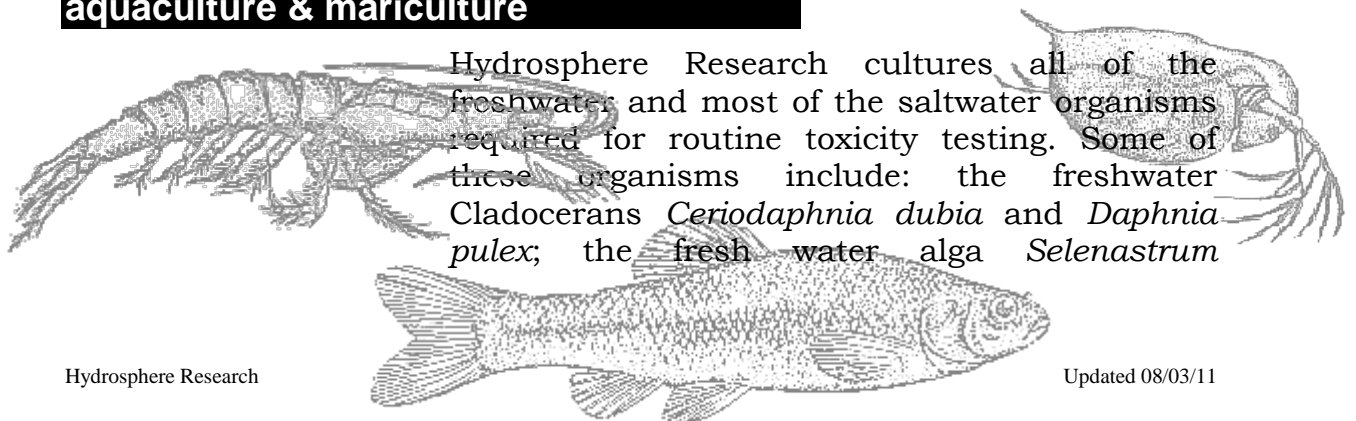 aquaculture & mariculture
Hydrosphere Research cultures all of the
freshwater and most of the saltwater organisms
required for routine toxicity testing. Some of
these organisms include: the freshwater
Cladocerans Ceriodaphnia dubia and Daphnia
pulex; the fresh water alga Selenastrum
Hydrosphere Research
Updated 08/03/11